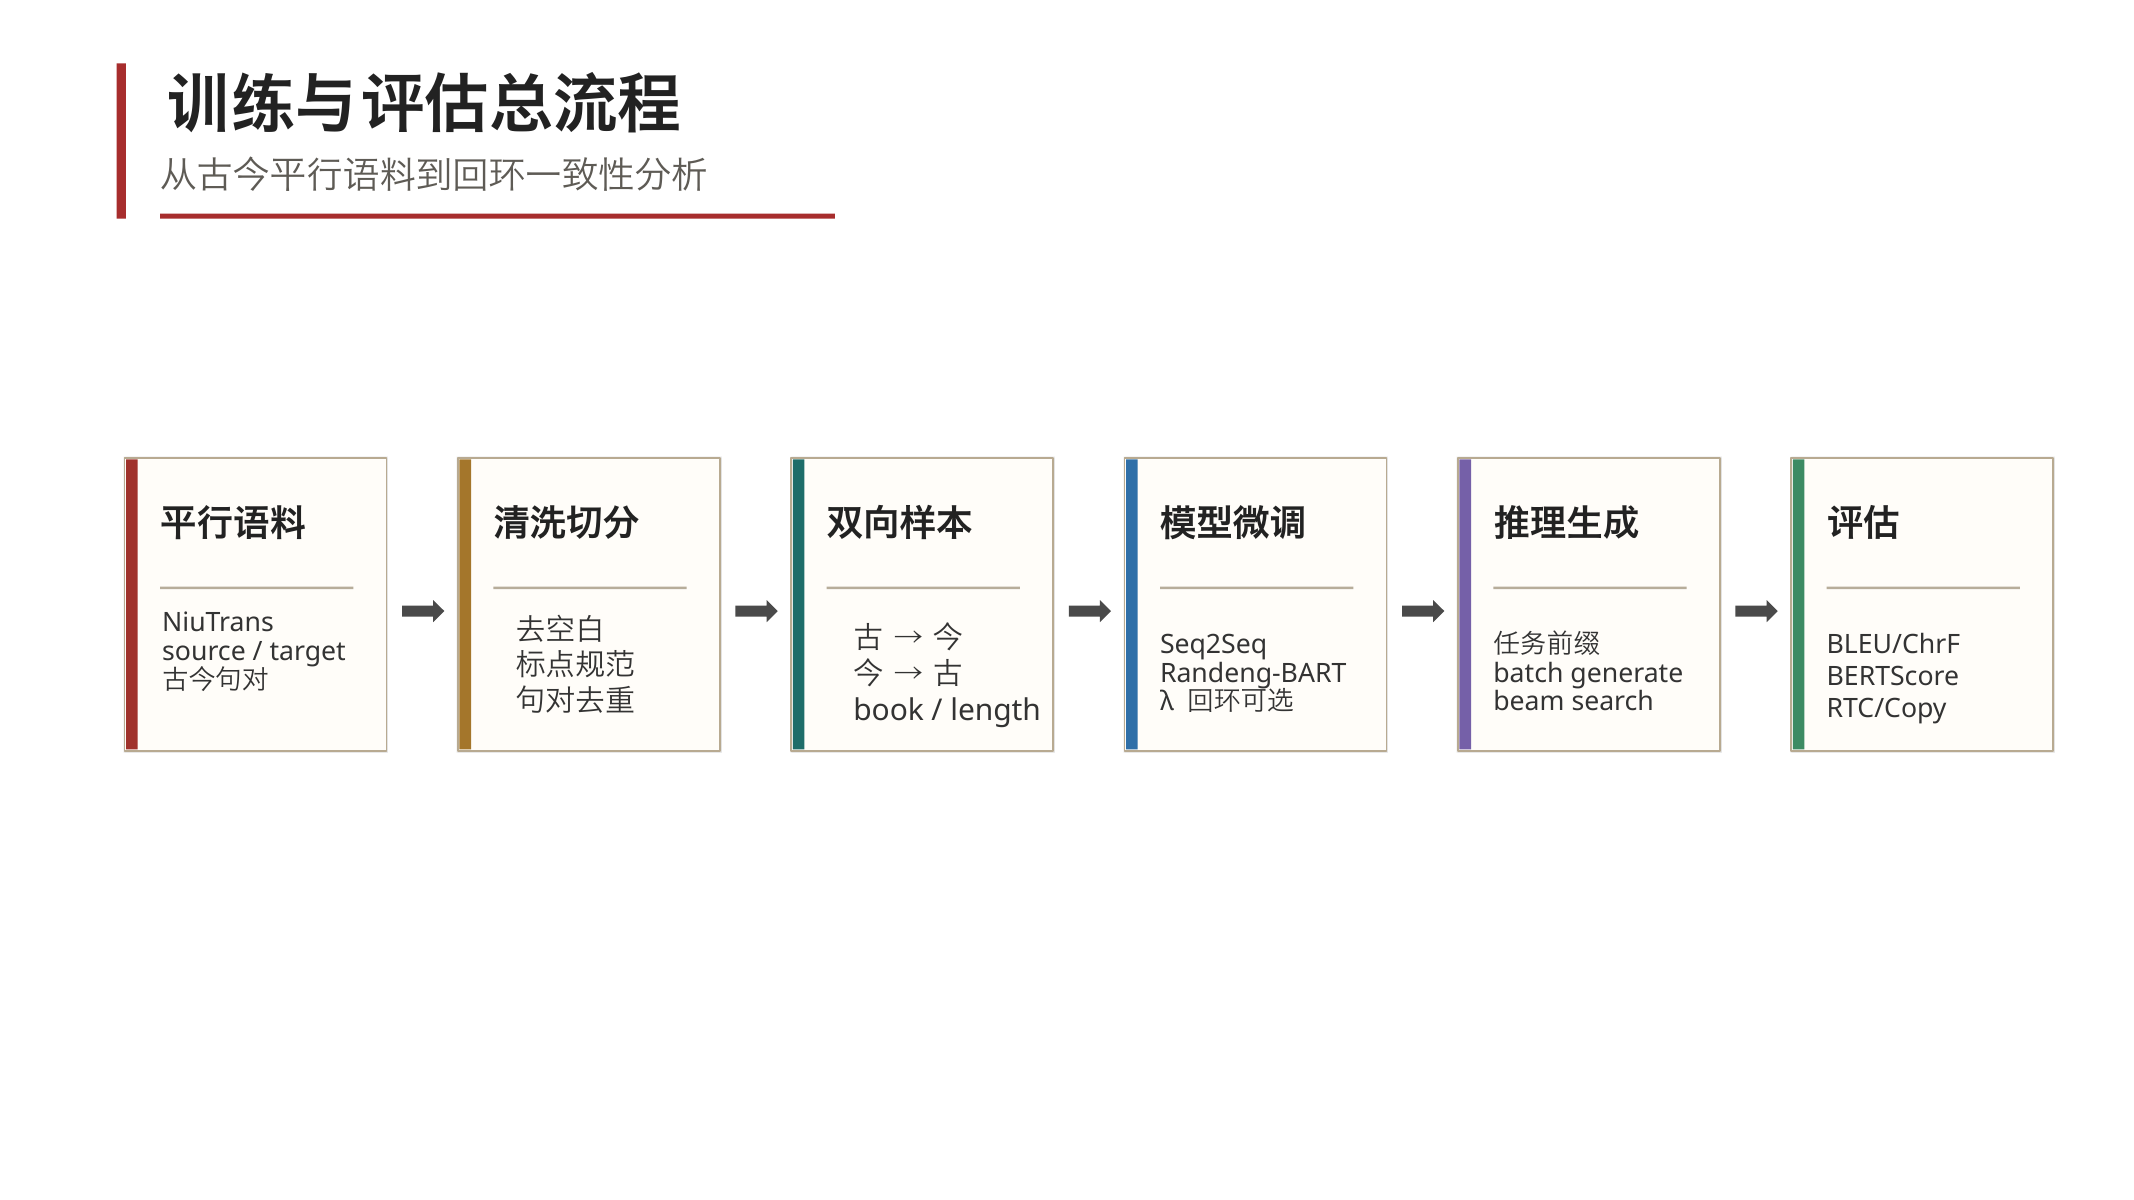 训练与评估总流程
从古今平行语料到回环一致性分析
平行语料
NiuTrans
source / target
古今句对
清洗切分
去空白
标点规范
句对去重
双向样本
古 → 今
今 → 古
book / length
模型微调
Seq2Seq
Randeng-BART
λ 回环可选
推理生成
任务前缀
batch generate
beam search
评估
BLEU/ChrF
BERTScore
RTC/Copy